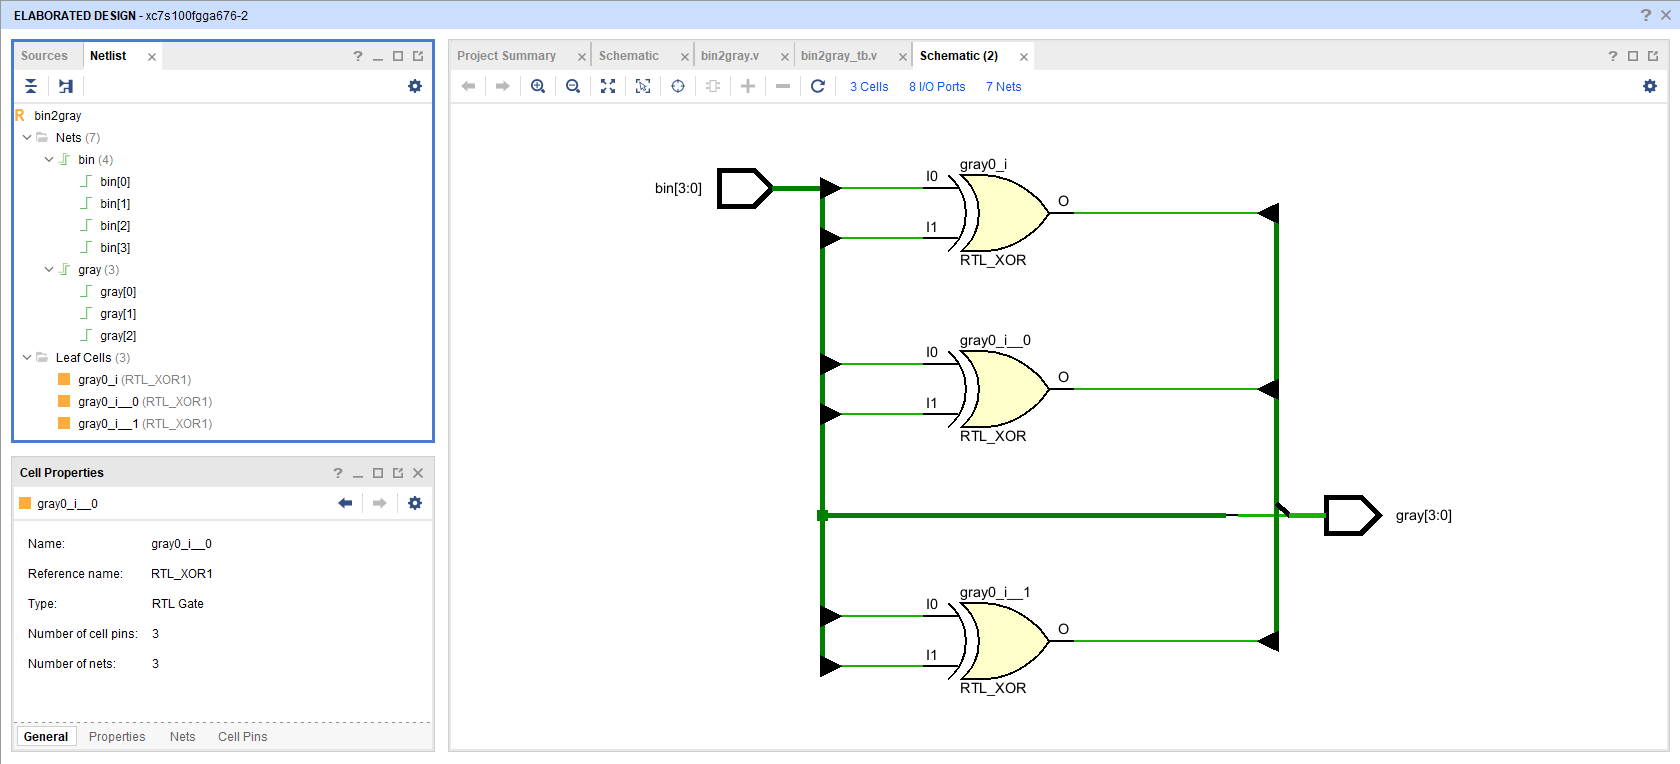 ELABORATED DESIGN - xc7s100fgga676-2
Sources Netlist
R bin2gray
Nets (7)
bin (4)
bin[0]
bin[1]
bin[2]
bin[3]
gray (3)
gray[0]
gray[1]
gray[2]
Leaf Cells (3)
gray0_i (RTL_XOR1)
gray0_i__0 (RTL_XOR1)
gray0_i__1 (RTL_XOR1)
Cell Properties
gray0_i__0
Name: gray0_i__0
Reference name: RTL_XOR1
Type: RTL Gate
Number of cell pins: 3
Number of nets: 3
General Properties Nets Cell Pins
Project Summary Schematic bin2gray.v bin2gray_tb.v Schematic (2)
3 Cells 8 I/O Ports 7 Nets
gray0_i
bin[3:0]
I0
O
I1
RTL_XOR
gray0_i__0
I0
O
I1
RTL_XOR
gray[3:0]
gray0_i__1
I0
O
I1
RTL_XOR